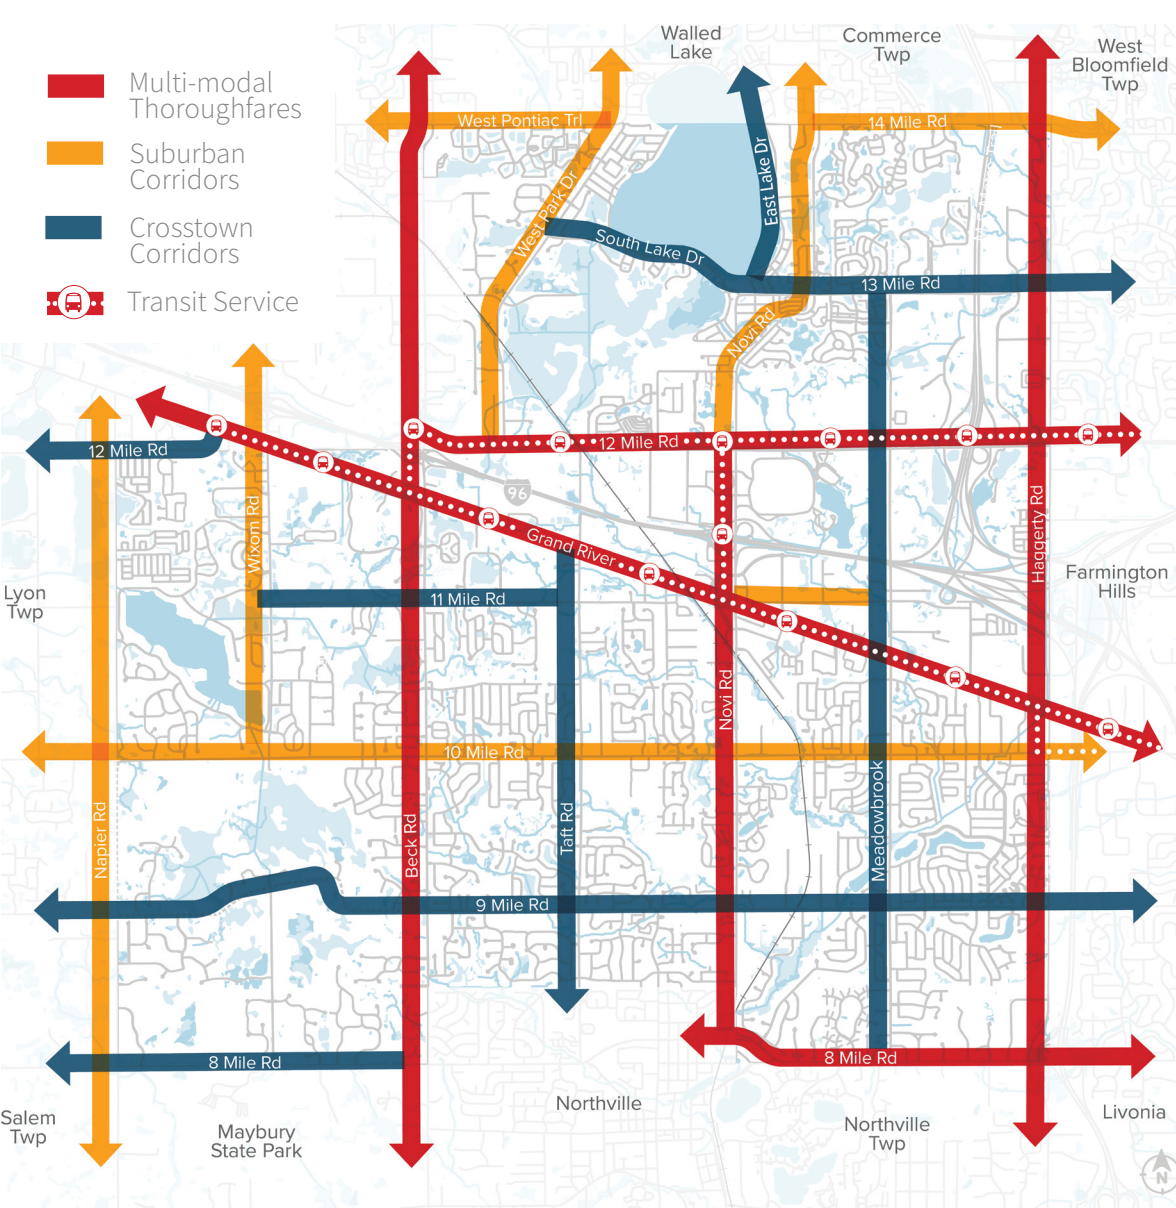 Multi-modal
Thoroughfares
Suburban
Corridors
Crosstown
Corridors
Transit Service
Walled
Lake
Commerce
Twp
West
Bloomfield
Twp
West Pontiac Trl
14 Mile Rd
East Lake Dr
West Park Dr
South Lake Dr
13 Mile Rd
Novi Rd
12 Mile Rd
12 Mile Rd
96
Wixom Rd
Grand River
Haggerty Rd
Lyon
Twp
11 Mile Rd
Farmington
Hills
Novi Rd
10 Mile Rd
Napier Rd
Beck Rd
Taft Rd
Meadowbrook
9 Mile Rd
8 Mile Rd
8 Mile Rd
Salem
Twp
Maybury
State Park
Northville
Northville
Twp
Livonia
N